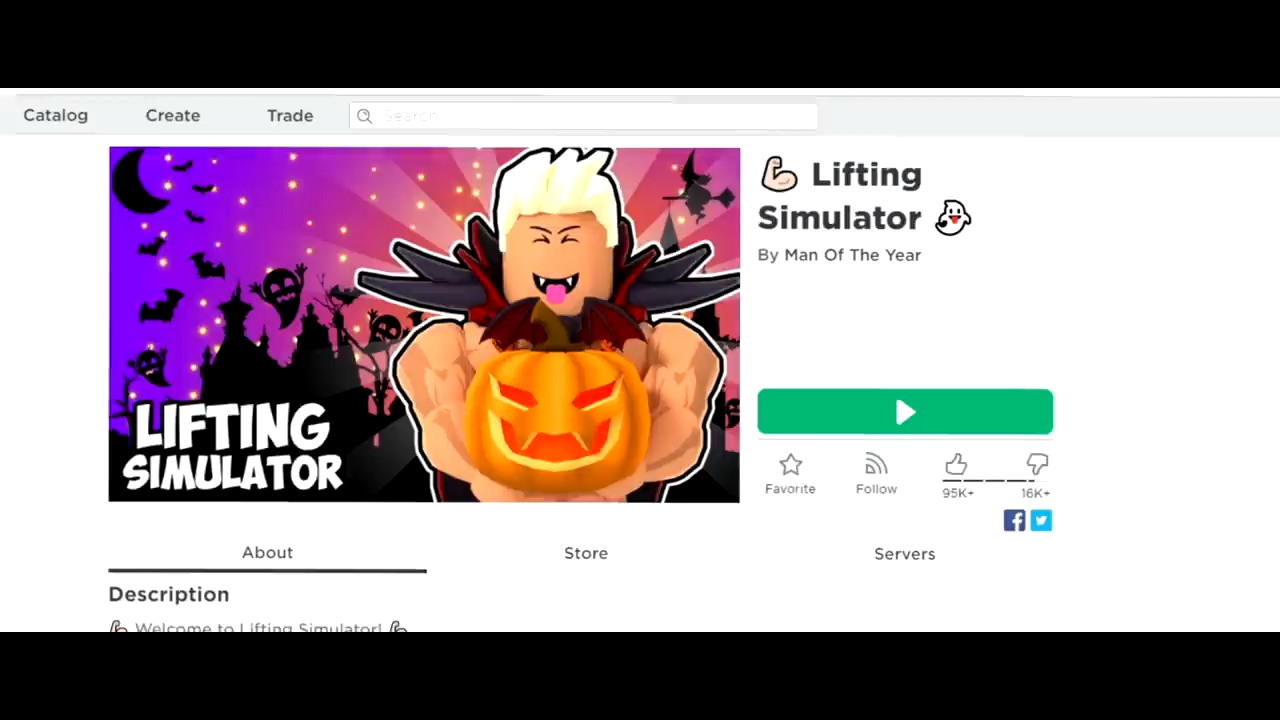 Catalog Create Trade Search
💪🏻 Lifting
Simulator 👻
By Man Of The Year
LIFTING
SIMULATOR
Favorite Follow 95K+ 16K+
About Store Servers
Description
💪🏻 Welcome to Lifting Simulator! 💪🏻